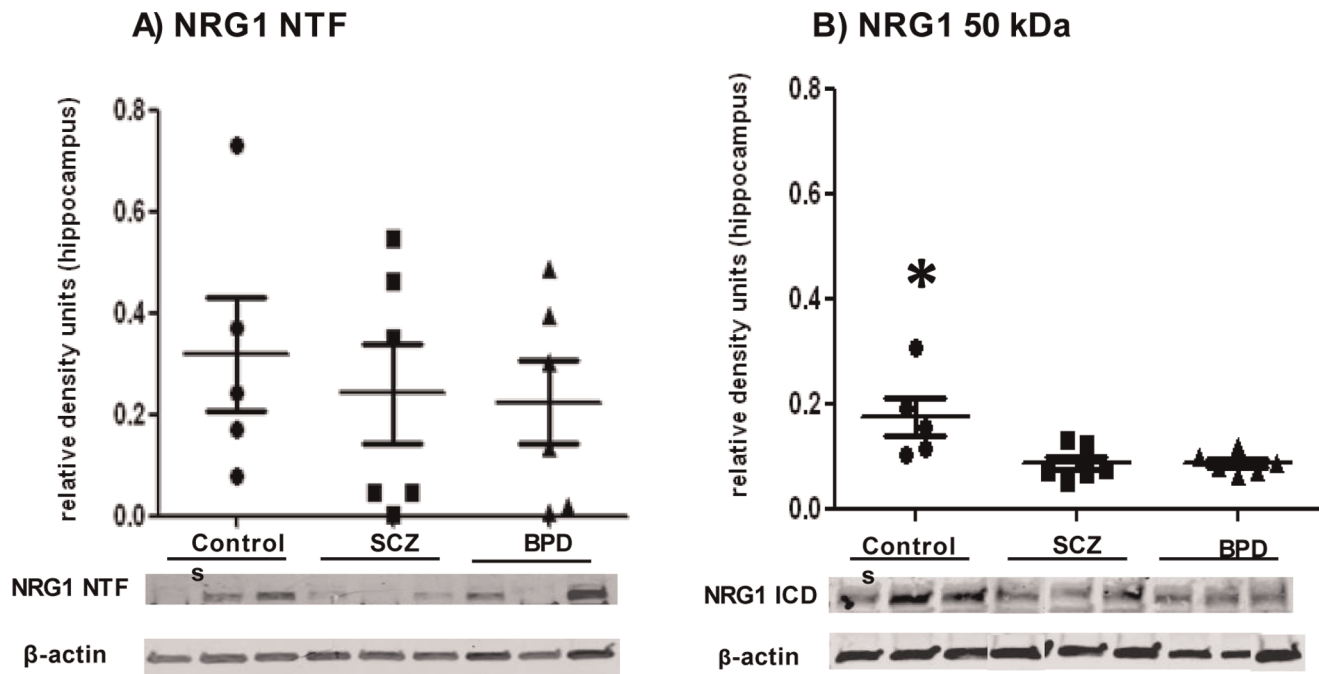 A) NRG1 NTF
relative density units (hippocampus)
0.8
0.6
0.4
0.2
0.0
Control
s
SCZ
BPD
NRG1 NTF
β-actin
B) NRG1 50 kDa
relative density units (hippocampus)
0.8
0.6
0.4
0.2
0.0
*
Control
s
SCZ
BPD
NRG1 ICD
β-actin